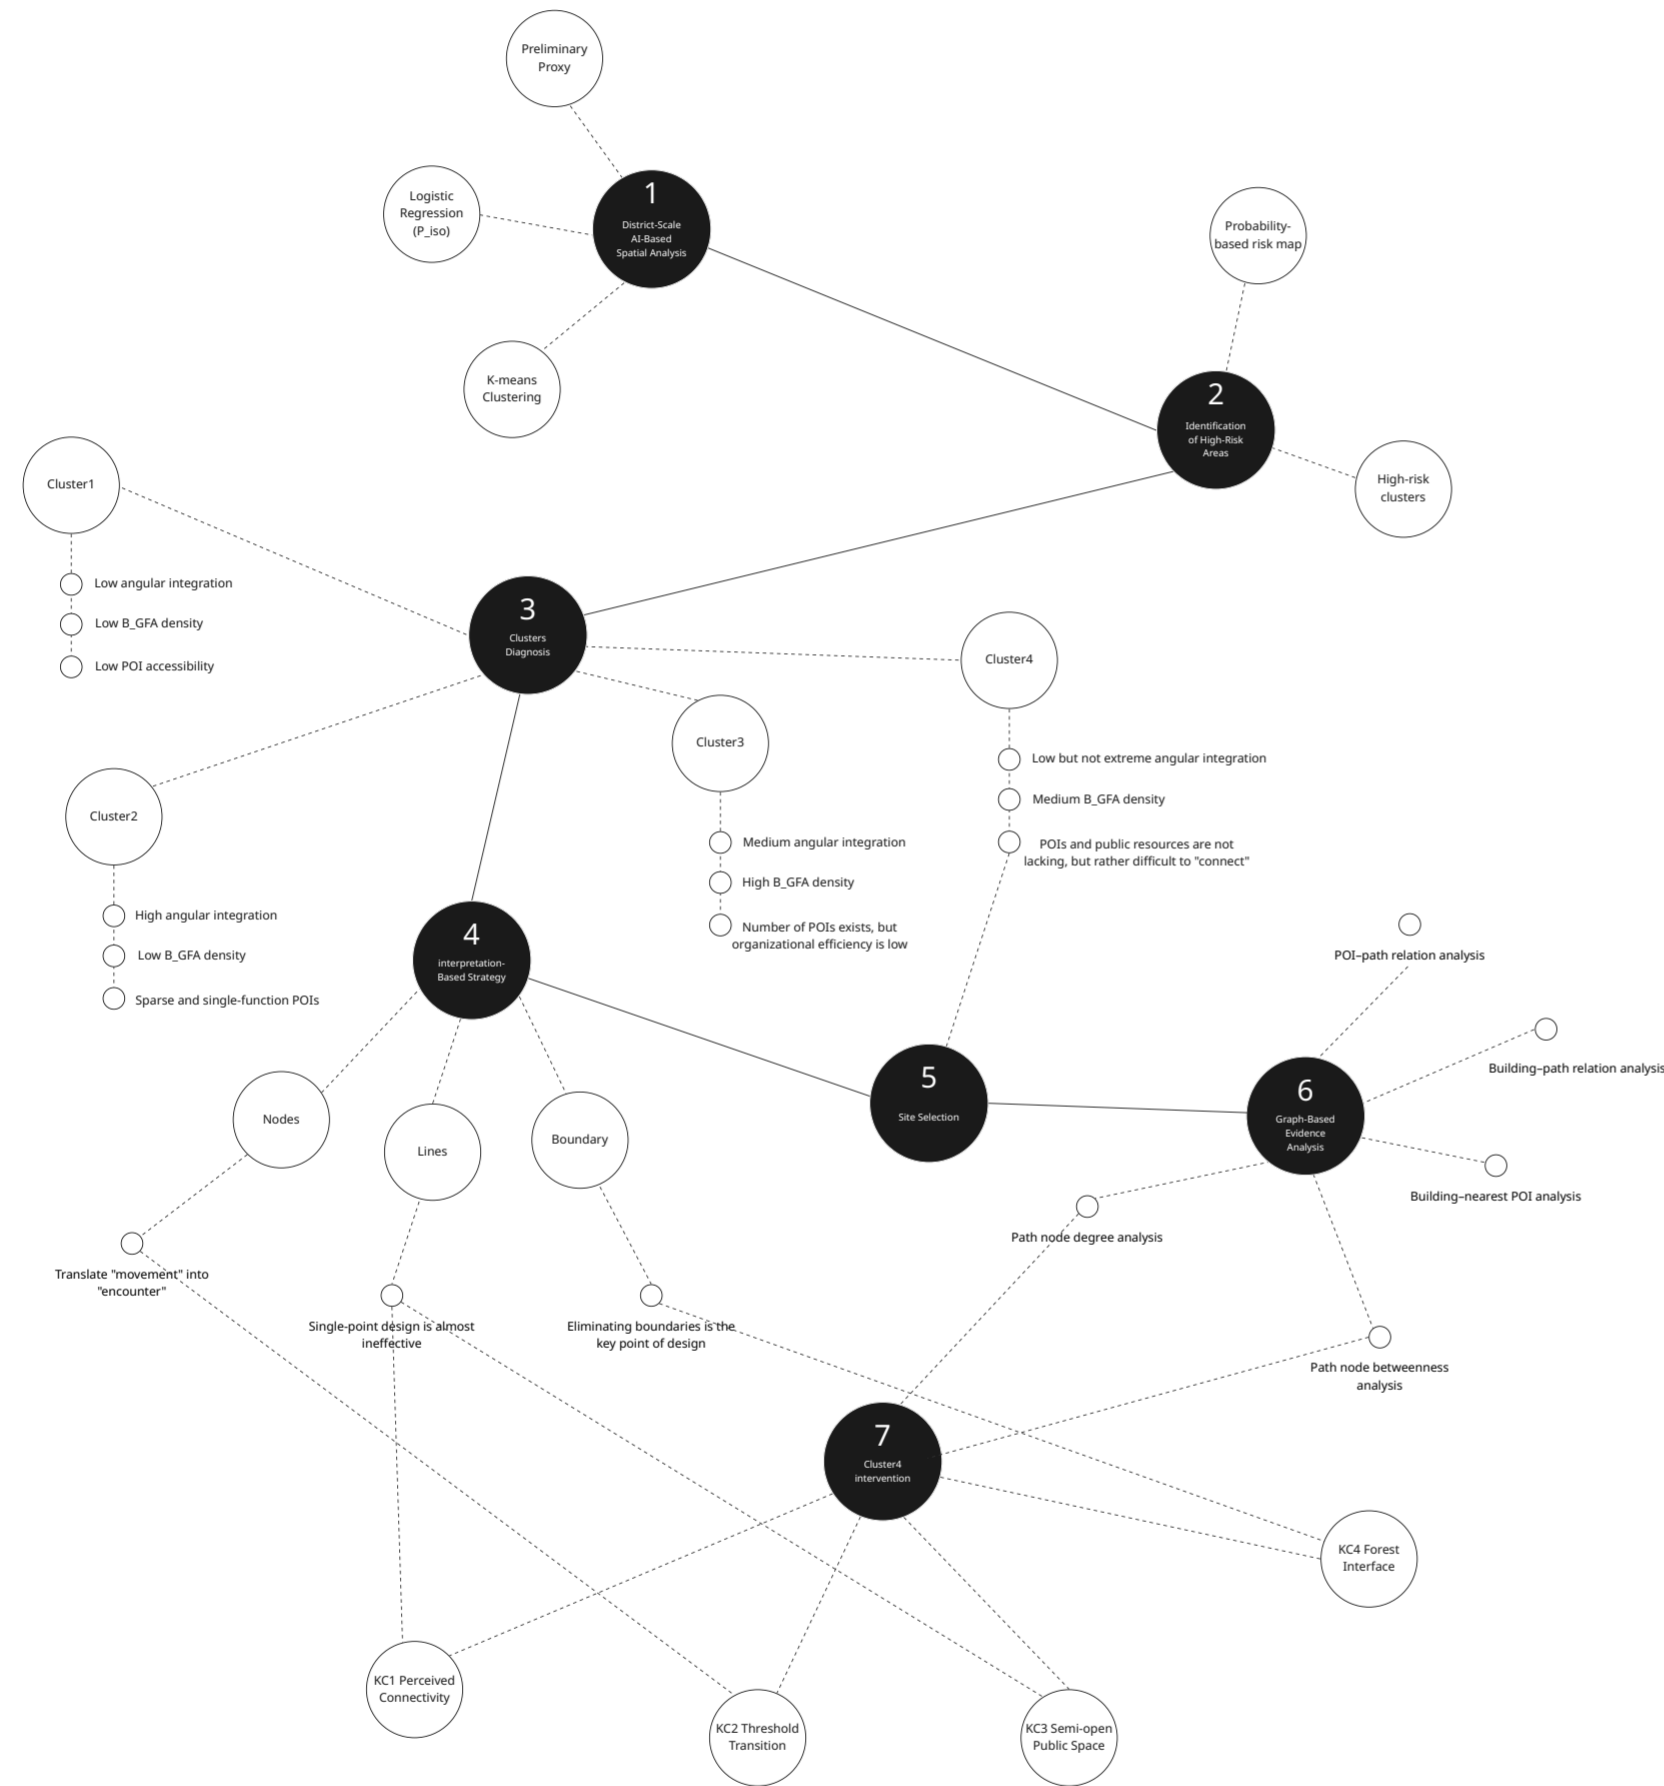 Preliminary
Proxy
Logistic
Regression
(P_iso)
1
District-Scale
AI-Based
Spatial Analysis
K-means
Clustering
Probability-
based risk map
2
Identification
of High-Risk
Areas
High-risk
clusters
Cluster1
Low angular integration
Low B_GFA density
Low POI accessibility
3
Clusters
Diagnosis
Cluster2
High angular integration
Low B_GFA density
Sparse and single-function POIs
Cluster3
Medium angular integration
High B_GFA density
Number of POIs exists, but
organizational efficiency is low
Cluster4
Low but not extreme angular integration
Medium B_GFA density
POIs and public resources are not
lacking, but rather difficult to "connect"
4
interpretation-
Based Strategy
Nodes
Lines
Boundary
Translate "movement" into
"encounter"
Single-point design is almost
ineffective
Eliminating boundaries is the
key point of design
5
Site Selection
6
Graph-Based
Evidence
Analysis
POI–path relation analysis
Building–path relation analysis
Building–nearest POI analysis
Path node degree analysis
Path node betweenness
analysis
7
Cluster4
intervention
KC1 Perceived
Connectivity
KC2 Threshold
Transition
KC3 Semi-open
Public Space
KC4 Forest
Interface